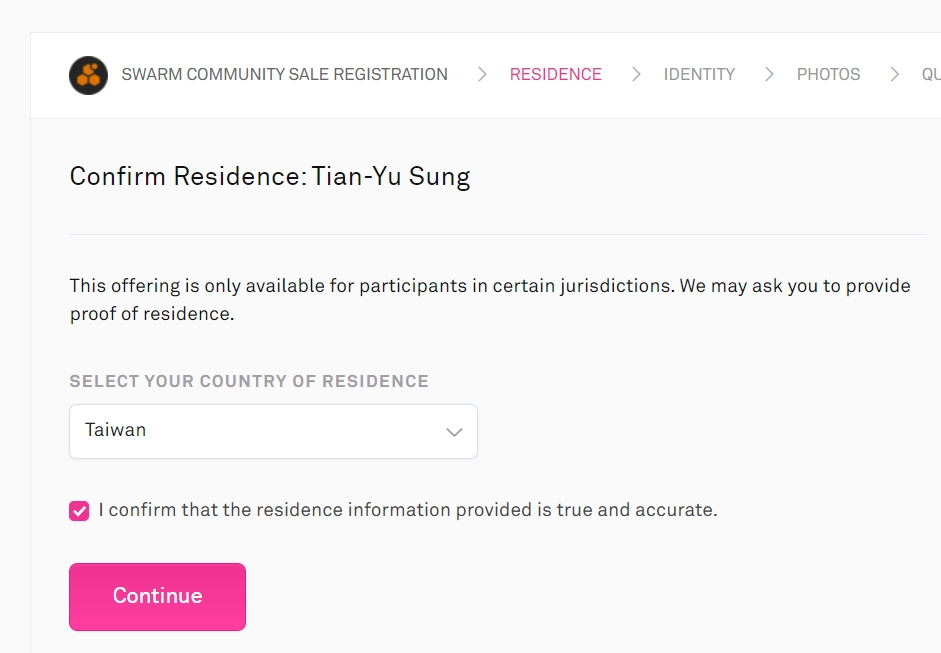 SWARM COMMUNITY SALE REGISTRATION > RESIDENCE > IDENTITY > PHOTOS > QU
Confirm Residence: Tian-Yu Sung
This offering is only available for participants in certain jurisdictions. We may ask you to provide
proof of residence.
SELECT YOUR COUNTRY OF RESIDENCE
Taiwan
I confirm that the residence information provided is true and accurate.
Continue